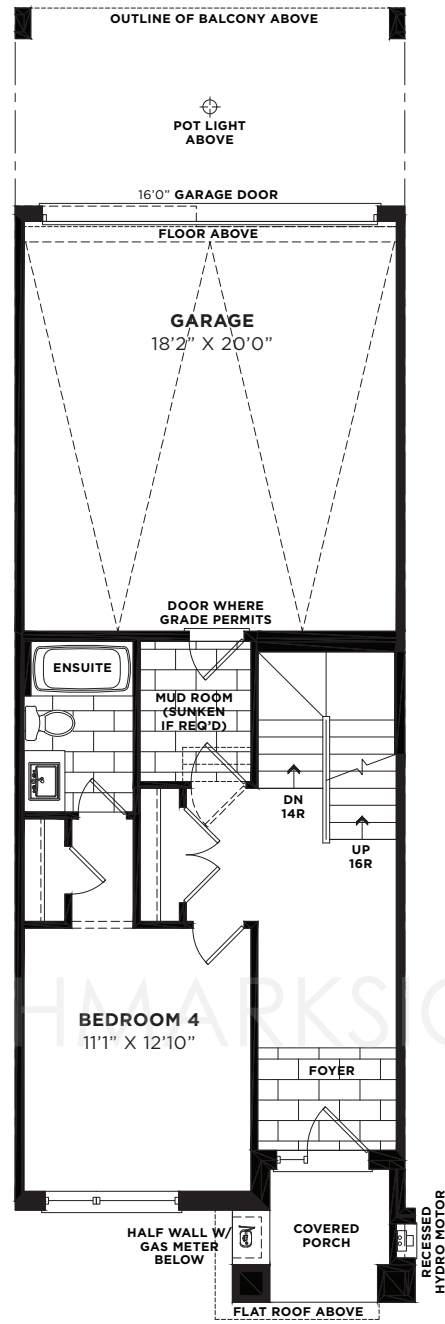 OUTLINE OF BALCONY ABOVE
POT LIGHT
ABOVE
16'0” GARAGE DOOR
FLOOR ABOVE
GARAGE
18'2” X 20'0”
DOOR WHERE
GRADE PERMITS
ENSUITE
MUD ROOM
(SUNKEN
IF REQ'D)
DN
14R
UP
16R
BEDROOM 4
11'1” X 12'10”
FOYER
HALF WALL W/
GAS METER
BELOW
COVERED
PORCH
RECESSED
HYDRO MOTOR
FLAT ROOF ABOVE